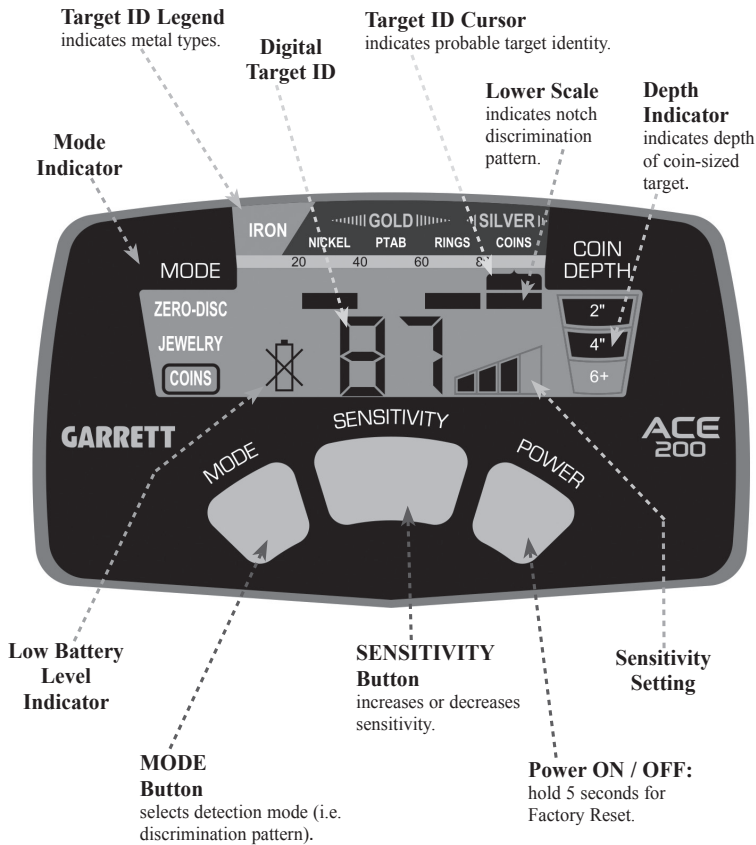 Target ID Legend
indicates metal types.
Digital
Target ID
Target ID Cursor
indicates probable target identity.
Lower Scale
indicates notch
discrimination
pattern.
Depth
Indicator
indicates depth
of coin-sized
target.
Mode
Indicator
IRON
GOLD
SILVER
NICKEL PTAB RINGS COINS
20 40 60 80
MODE
ZERO-DISC
JEWELRY
COINS
87
COIN
DEPTH
2"
4"
6+
GARRETT
ACE
200
MODE
SENSITIVITY
POWER
Low Battery
Level
Indicator
MODE
Button
selects detection mode (i.e.
discrimination pattern).
SENSITIVITY
Button
increases or decreases
sensitivity.
Power ON / OFF:
hold 5 seconds for
Factory Reset.
Sensitivity
Setting